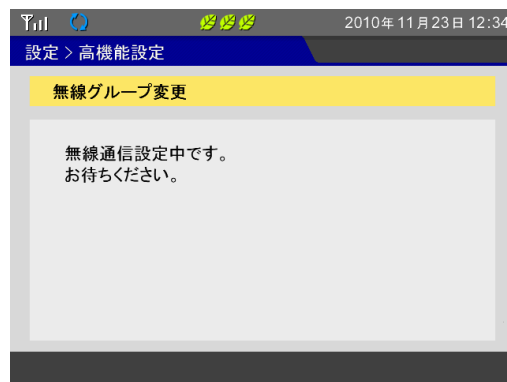 2010年11月23日 12:34
設定 > 高機能設定
無線グループ変更
無線通信設定中です。
お待ちください。